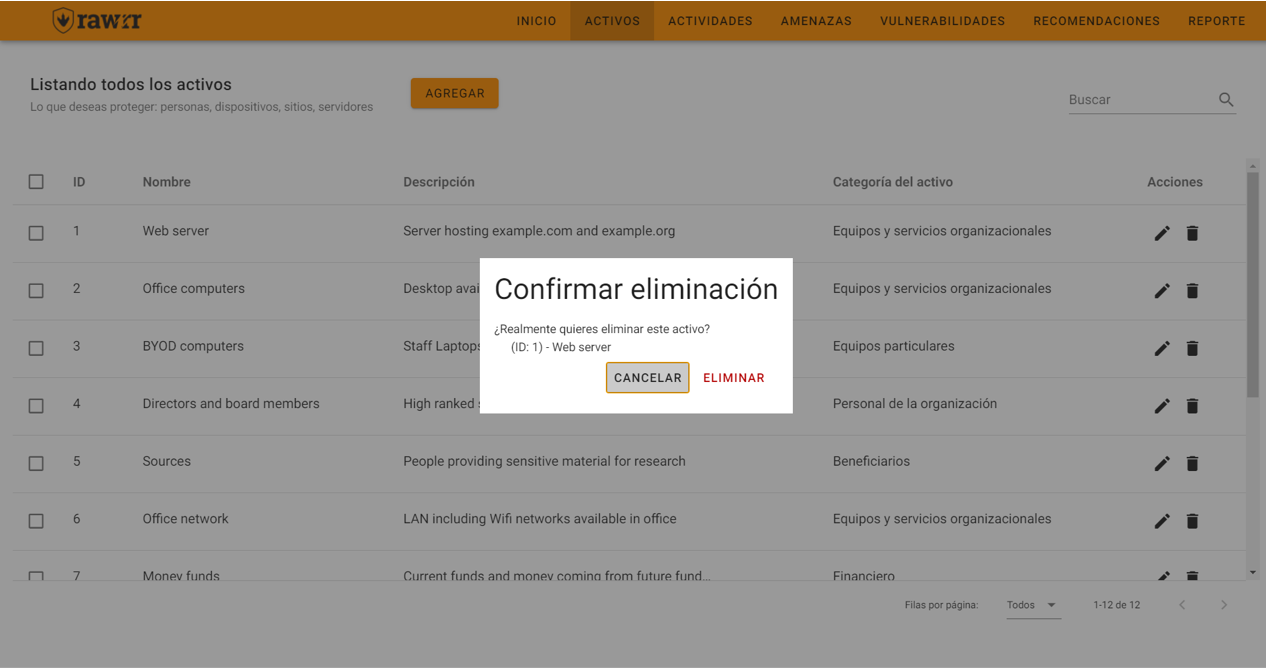 rawrr INICIO ACTIVOS ACTIVIDADES AMENAZAS VULNERABILIDADES RECOMENDACIONES REPORTE
Listando todos los activos
Lo que deseas proteger: personas, dispositivos, sitios, servidores
AGREGAR
Buscar
ID Nombre Descripción Categoría del activo Acciones
1 Web server Server hosting example.com and example.org Equipos y servicios organizacionales
2 Office computers Desktop avai Equipos y servicios organizacionales
3 BYOD computers Staff Laptops Equipos particulares
4 Directors and board members High ranked Personal de la organización
5 Sources People providing sensitive material for research Beneficiarios
6 Office network LAN including Wifi networks available in office Equipos y servicios organizacionales
7 Money funds Current funds and money coming from future fund... Financiero
Confirmar eliminación
¿Realmente quieres eliminar este activo?
(ID: 1) - Web server
CANCELAR ELIMINAR
Filas por página: Todos 1-12 de 12